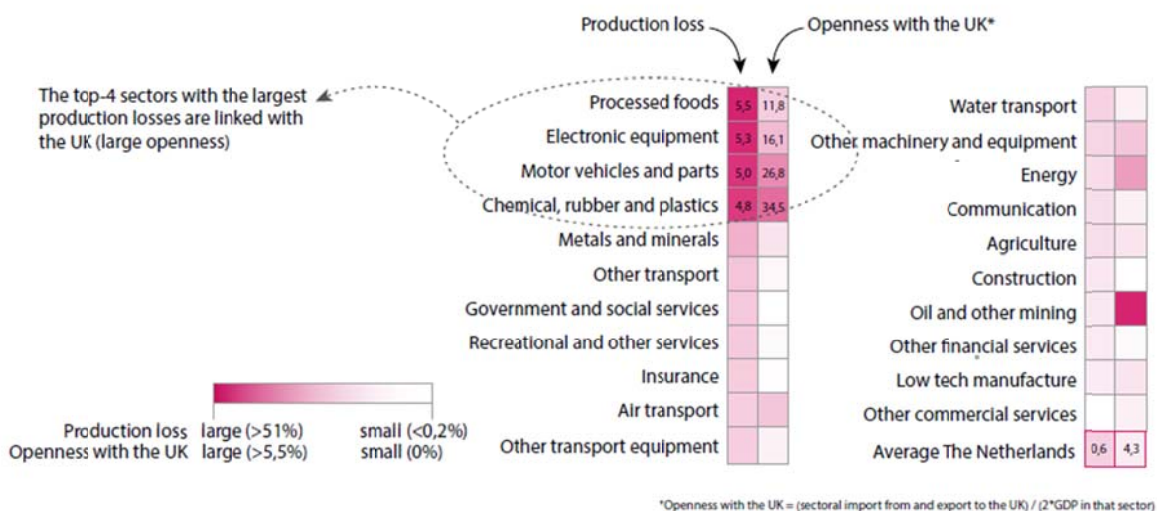 Production loss
Openness with the UK*
The top-4 sectors with the largest
production losses are linked with
the UK (large openness)
Processed foods 5,5 11,8
Electronic equipment 5,3 16,1
Motor vehicles and parts 5,0 26,8
Chemical, rubber and plastics 4,8 34,5
Metals and minerals
Other transport
Government and social services
Recreational and other services
Insurance
Air transport
Other transport equipment
Water transport
Other machinery and equipment
Energy
Communication
Agriculture
Construction
Oil and other mining
Other financial services
Low tech manufacture
Other commercial services
Average The Netherlands 0,6 4,3
Production loss large (>51%) small (<0,2%)
Openness with the UK large (>5,5%) small (0%)
*Openness with the UK = (sectoral import from and export to the UK) / (2*GDP in that sector)